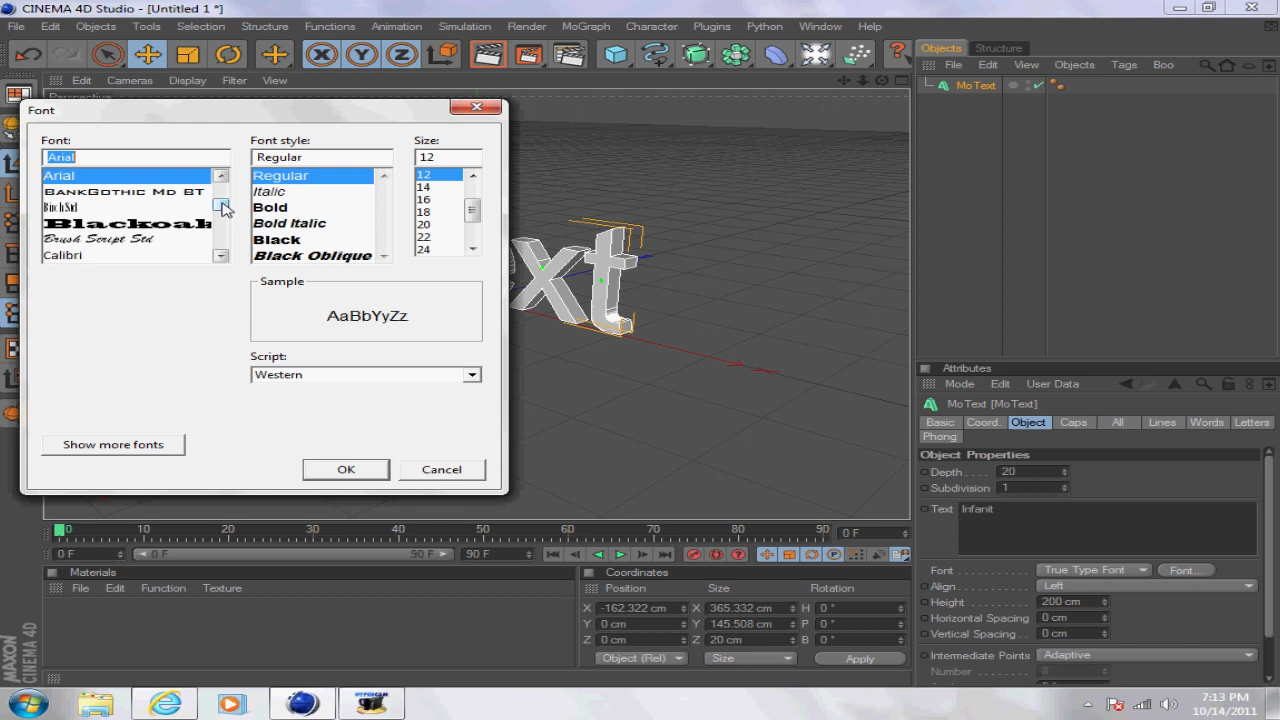 CINEMA 4D Studio - [Untitled 1 *]
File Edit Objects Tools Selection Structure Functions Animation Simulation Render MoGraph Character Plugins Python Window Help
Objects Structure
File Edit View Objects Tags Boo
MoText
Edit Cameras Display Filter View
Perspective
Font
Font: Font style: Size:
Arial Regular 12
Arial
BankGothic Md BT
Birch Std
Blackoak
Brush Script Std
Calibri
Regular
Italic
Bold
Bold Italic
Black
Black Oblique
12
14
16
18
20
22
24
Sample
AaBbYyZz
Script:
Western
Show more fonts
OK Cancel
xt
Attributes
Mode Edit User Data
MoText [MoText]
Basic Coord. Object Caps All Lines Words Letters
Phong
Object Properties
Depth 20
Subdivision 1
Text Infanit
Font True Type Font Font...
Align Left
Height 200 cm
Horizontal Spacing 0 cm
Vertical Spacing 0 cm
Intermediate Points Adaptive
Number 8
0 10 20 30 40 50 60 70 80 90 0 F
0 F 0 F 90 F 90 F
Materials
File Edit Function Texture
Coordinates
Position Size Rotation
X -162.322 cm X 365.332 cm H 0 °
Y 0 cm Y 145.508 cm P 0 °
Z 0 cm Z 20 cm B 0 °
Object (Rel) Size Apply
MAXON
CINEMA 4D
HYPERCAM
7:13 PM
10/14/2011